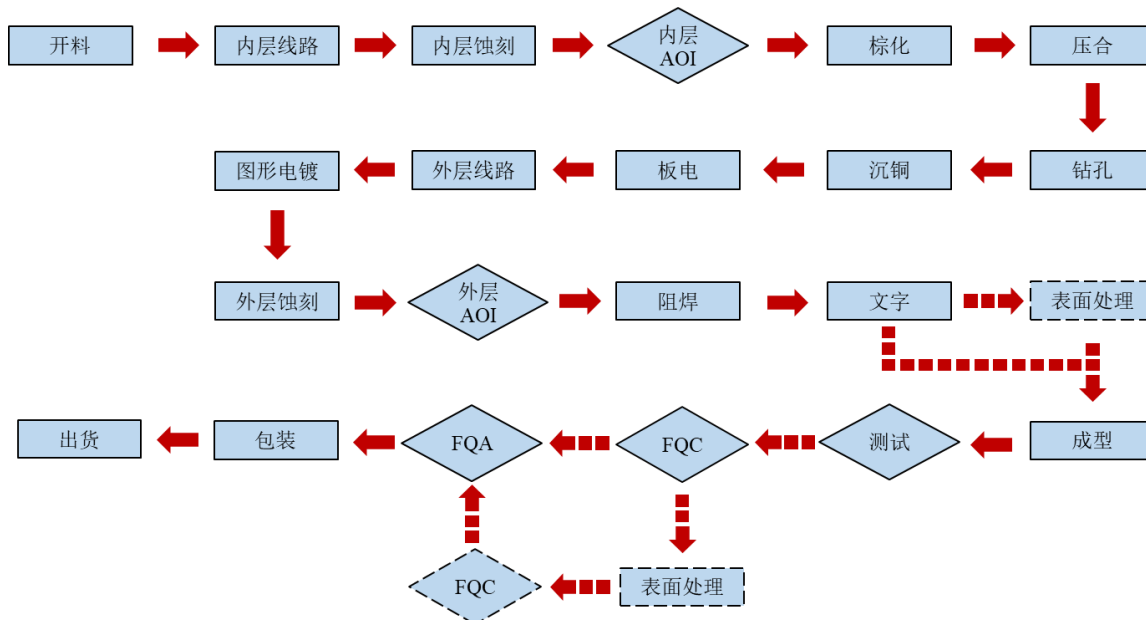 开料
内层线路
内层蚀刻
内层
AOI
棕化
压合
图形电镀
外层线路
板电
沉铜
钻孔
外层蚀刻
外层
AOI
阻焊
文字
表面处理
出货
包装
FQA
FQC
测试
成型
FQC
表面处理